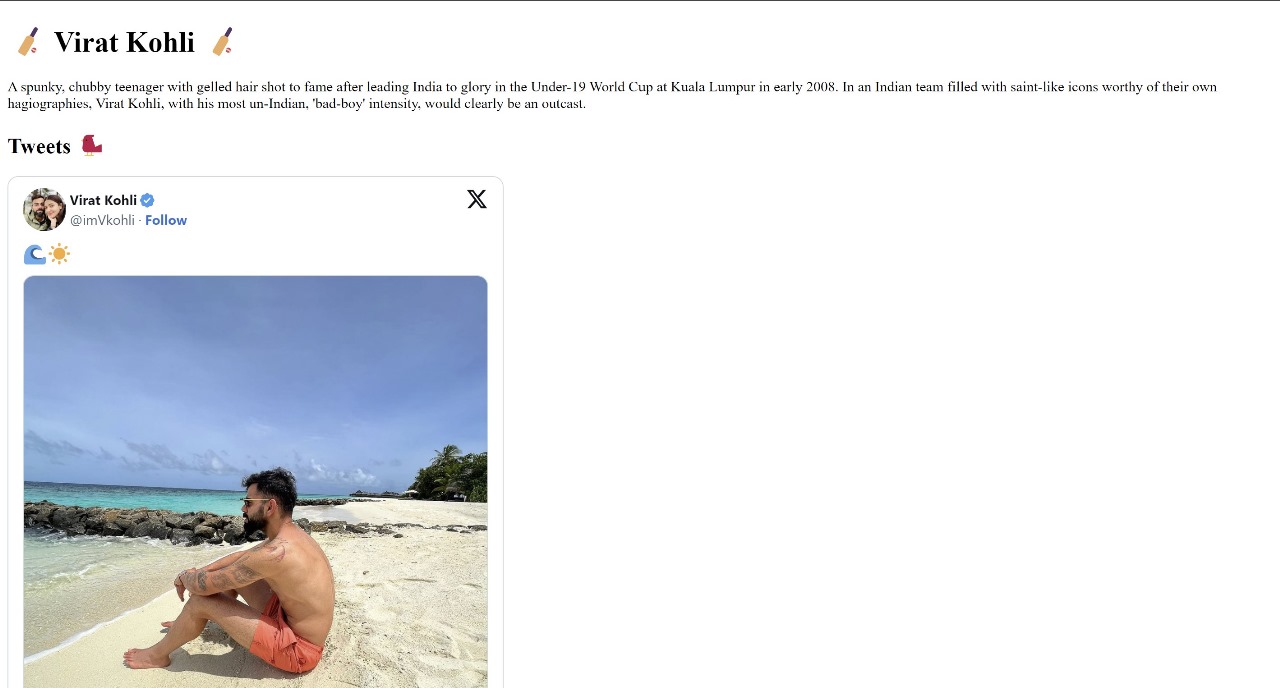 Virat Kohli
A spunky, chubby teenager with gelled hair shot to fame after leading India to glory in the Under-19 World Cup at Kuala Lumpur in early 2008. In an Indian team filled with saint-like icons worthy of their own
hagiographies, Virat Kohli, with his most un-Indian, 'bad-boy' intensity, would clearly be an outcast.
Tweets
Virat Kohli
@imVkohli · Follow